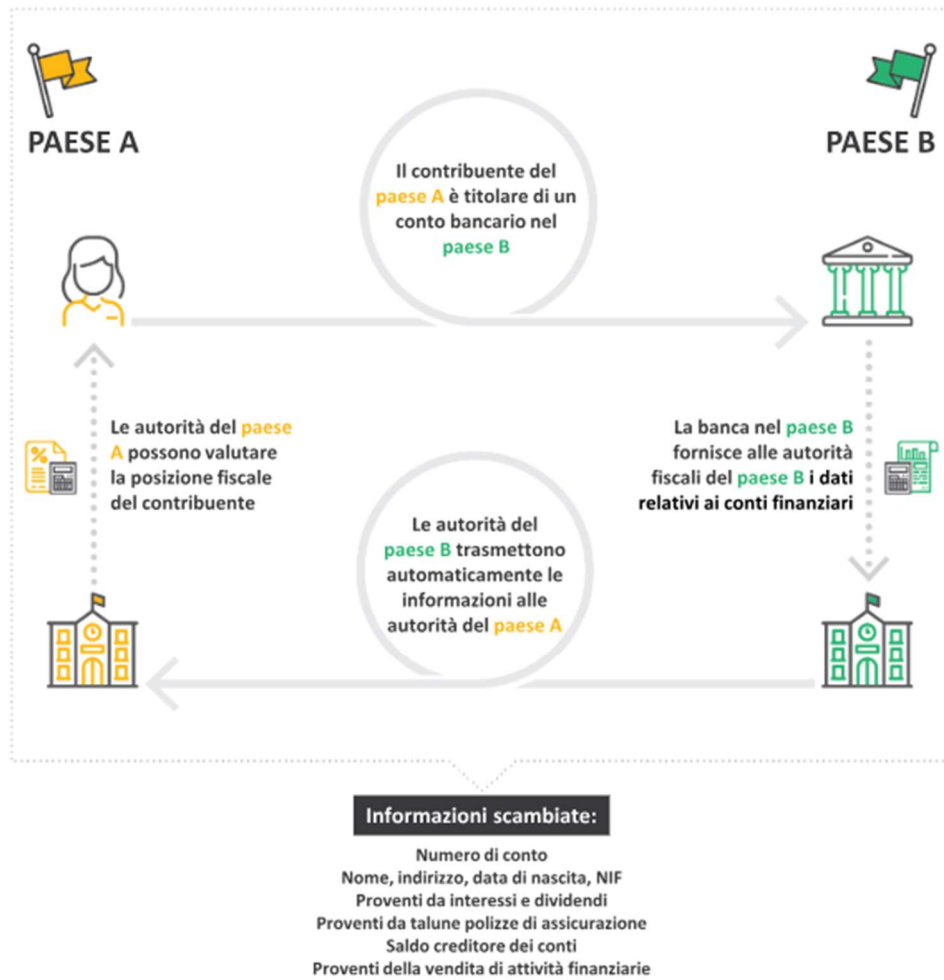 PAESE A
PAESE B
Il contribuente del
paese A è titolare di un
conto bancario nel
paese B
Le autorità del paese
A possono valutare
la posizione fiscale
del contribuente
La banca nel paese B
fornisce alle autorità
fiscali del paese B i dati
relativi ai conti finanziari
Le autorità del
paese B trasmettono
automaticamente le
informazioni alle
autorità del paese A
Informazioni scambiate:
Numero di conto
Nome, indirizzo, data di nascita, NIF
Proventi da interessi e dividendi
Proventi da talune polizze di assicurazione
Saldo creditore dei conti
Proventi della vendita di attività finanziarie